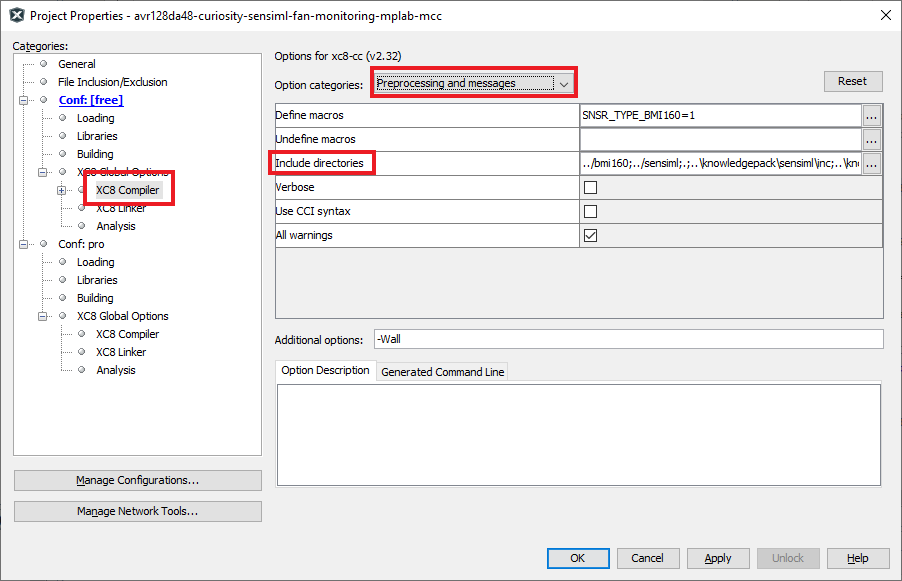 Project Properties - avr128da48-curiosity-sensiml-fan-monitoring-mplab-mcc
Categories:
General
File Inclusion/Exclusion
Conf: [free]
Loading
Libraries
Building
XC8 Global Options
XC8 Compiler
XC8 Linker
Analysis
Conf: pro
Loading
Libraries
Building
XC8 Global Options
XC8 Compiler
XC8 Linker
Analysis
Manage Configurations...
Manage Network Tools...
Options for xc8-cc (v2.32)
Option categories: Preprocessing and messages Reset
Define macros SNSR_TYPE_BMI160=1 ...
Undefine macros ...
Include directories ../bmi160;../sensiml;.;..\knowledgepack\sensiml\inc;..\kn ...
Verbose
Use CCI syntax
All warnings
Additional options: -Wall
Option Description Generated Command Line
OK Cancel Apply Unlock Help